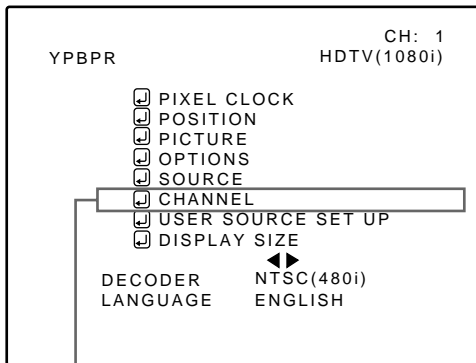 CH: 1
YPBPR HDTV(1080i)
PIXEL CLOCK
POSITION
PICTURE
OPTIONS
SOURCE
CHANNEL
USER SOURCE SET UP
DISPLAY SIZE
DECODER NTSC(480i)
LANGUAGE ENGLISH